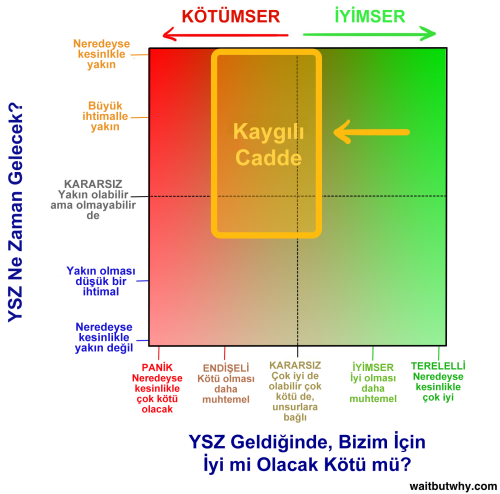 KÖTÜMSER
İYİMSER
YSZ Ne Zaman Gelecek?
Neredeyse
kesinlkle
yakın
Büyük
ihtimalle
yakın
KARARSIZ
Yakın olabilir
ama olmayabilir
de
Yakın olması
düşük bir
ihtimal
Neredeyse
kesinlikle
yakın değil
Kaygılı
Cadde
PANİK
Neredeyse
kesinlikle
çok kötü
olacak
ENDİŞELİ
Kötü olması
daha
muhtemel
KARARSIZ
Çok iyi de
olabilir çok
kötü de,
unsurlara
bağlı
İYİMSER
İyi olması
daha
muhtemel
TERELELLİ
Neredeyse
kesinlikle
çok iyi
YSZ Geldiğinde, Bizim İçin
İyi mi Olacak Kötü mü?
waitbutwhy.com